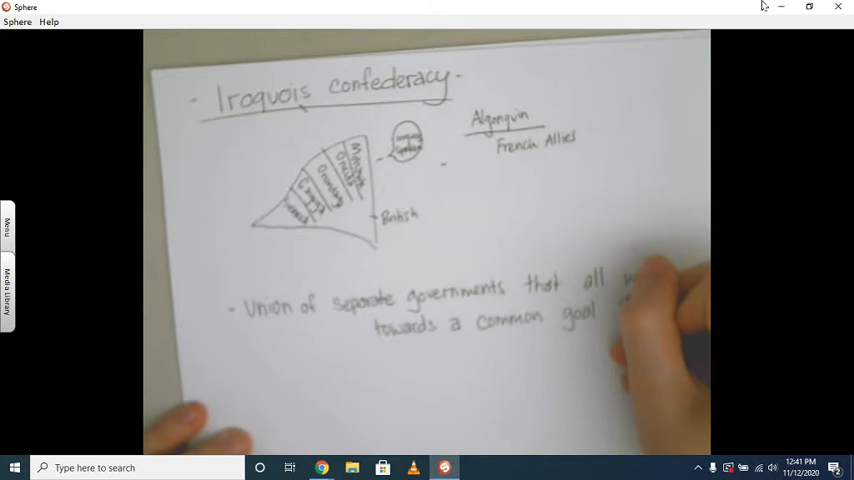 Sphere
Sphere Help
- Iroquois confederacy -
Algonquin
French Allies
Mohawk
Oneida
Onondaga
- British
- Union of separate governments that all
towards a common goal
Menu
Media Library
Type here to search
12:41 PM
11/12/2020
2